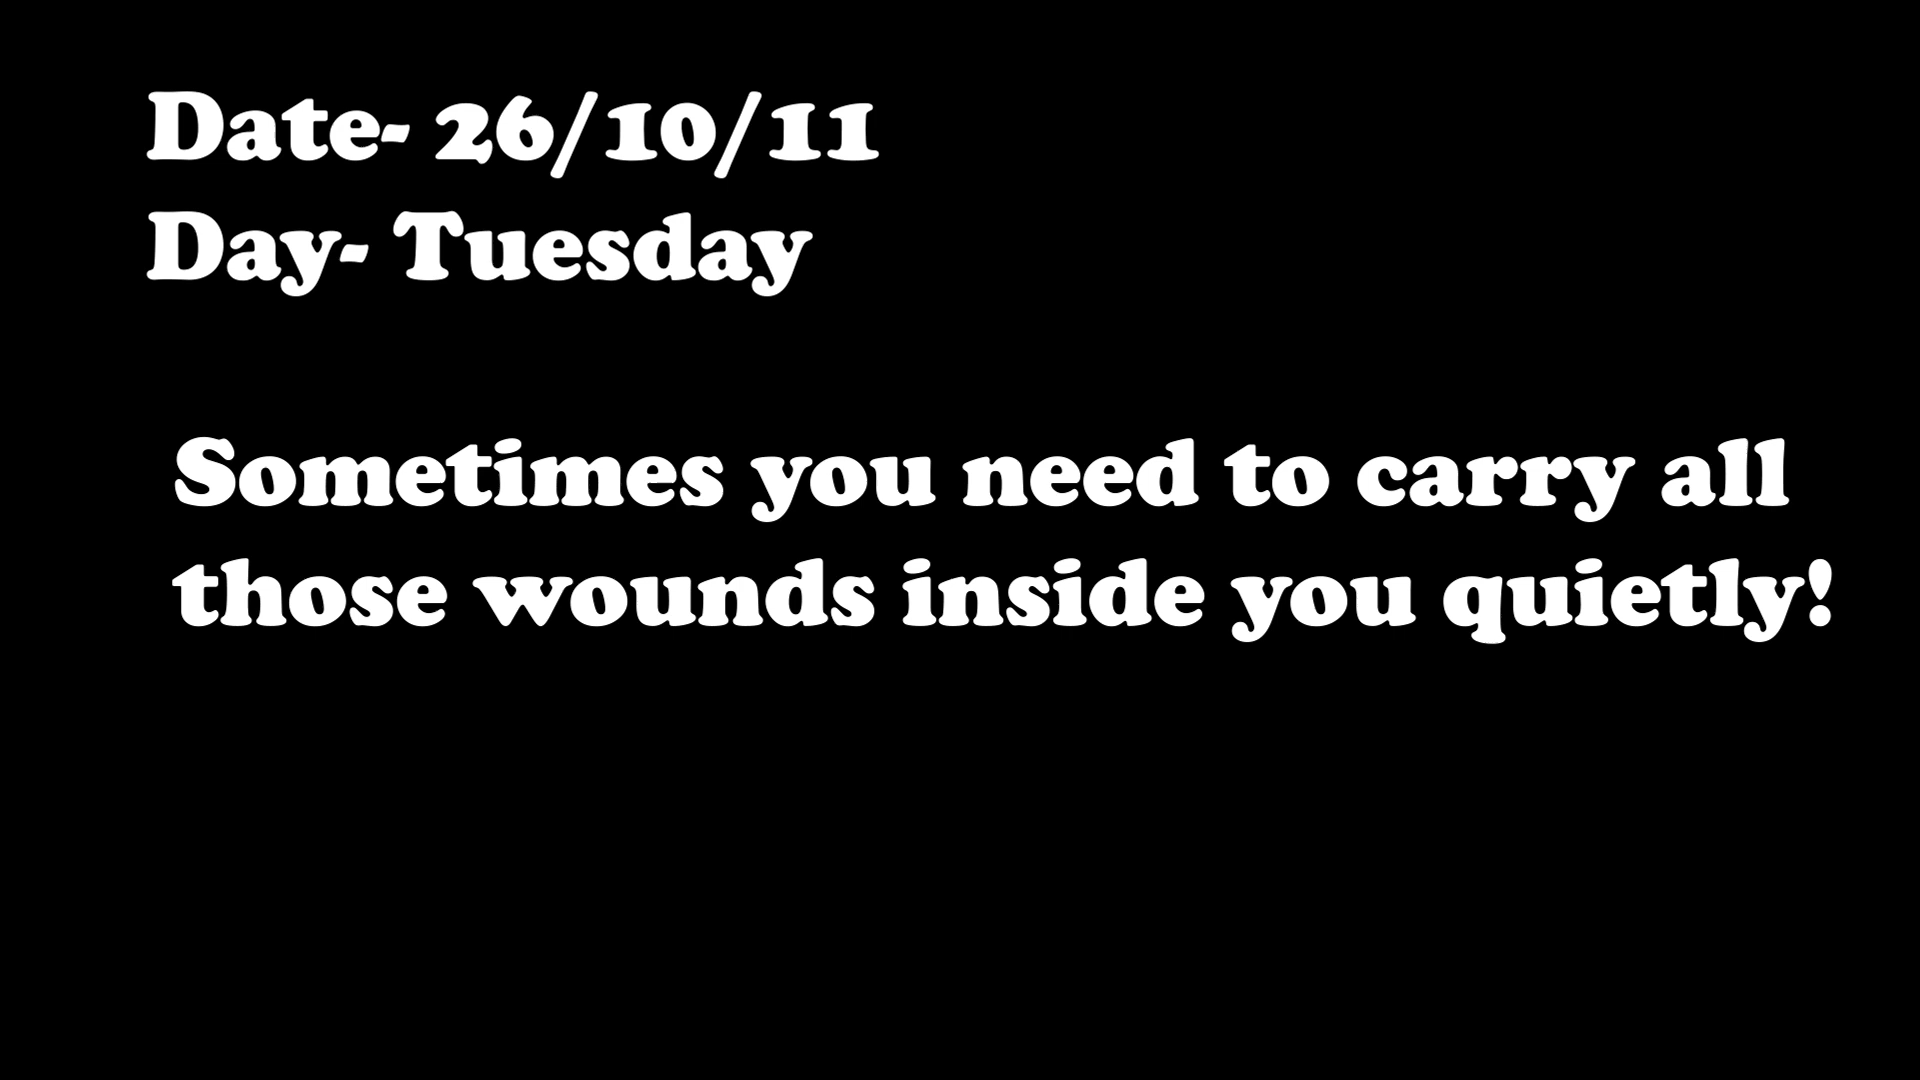 Date- 26/10/11
Day- Tuesday
Sometimes you need to carry all
those wounds inside you quietly!